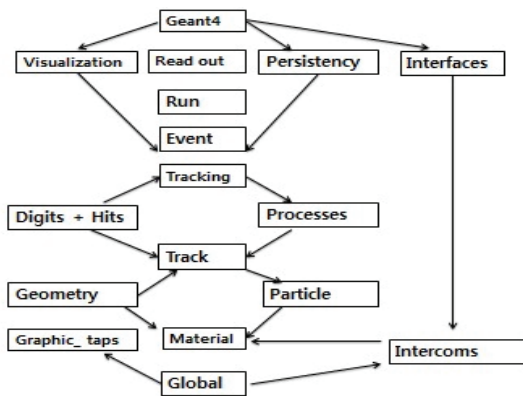 Geant4
Visualization
Read out
Persistency
Interfaces
Run
Event
Tracking
Digits + Hits
Processes
Track
Geometry
Particle
Graphic_ taps
Material
Intercoms
Global